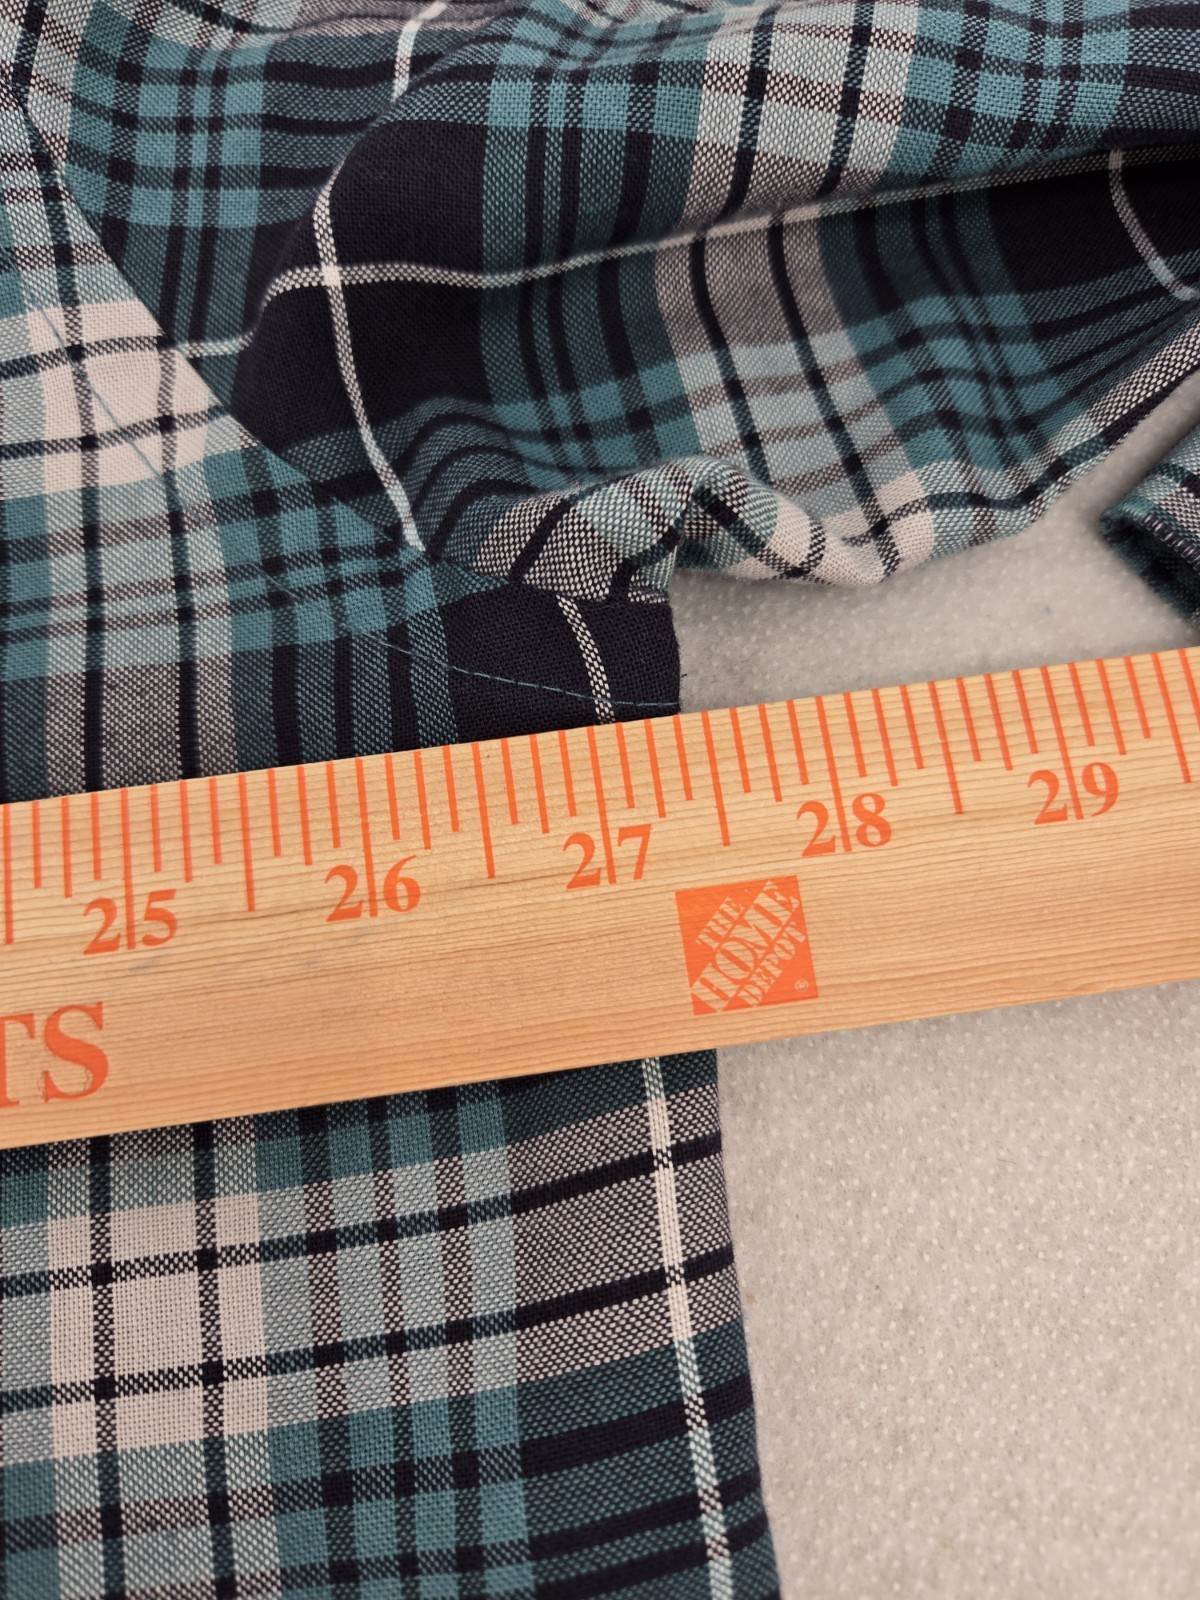 25 26 27 28 29
TS
THE
HOME
DEPOT
®